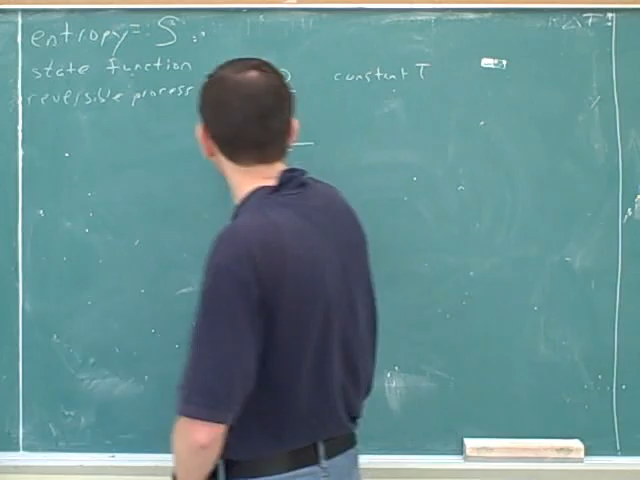 entropy = S :
state function
reversible process
constant T